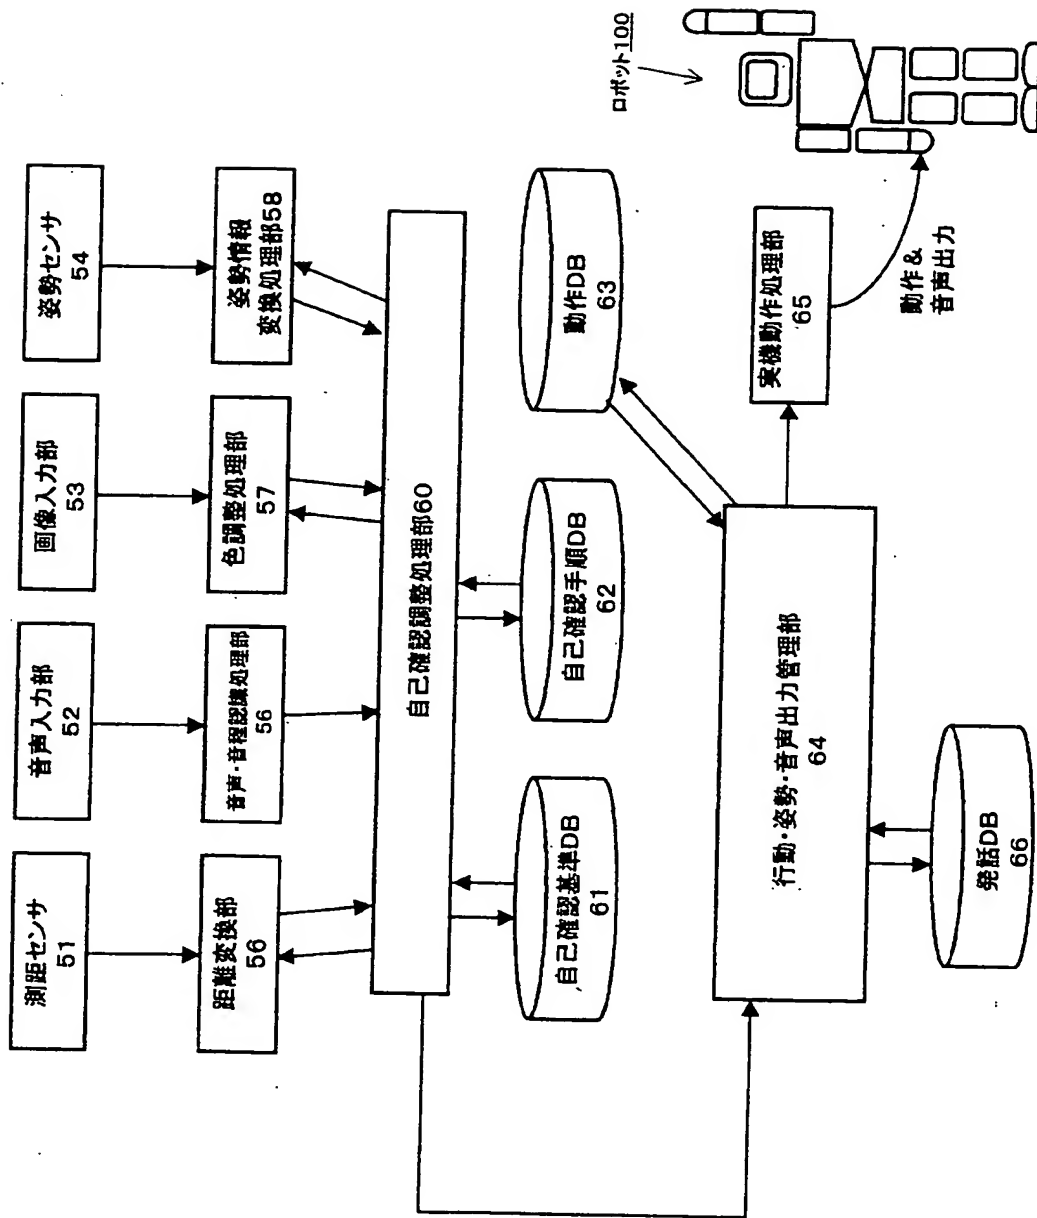 測距センサ
51
音声入力部
52
画像入力部
53
姿勢センサ
54
距離変換部
56
音声・音程認識処理部
56
色調整処理部
57
姿勢情報
変換処理部58
自己確認調整処理部60
自己確認基準DB
61
自己確認手順DB
62
動作DB
63
行動・姿勢・音声出力管理部
64
実機動作処理部
65
発話DB
66
動作&
音声出力
ロボット100